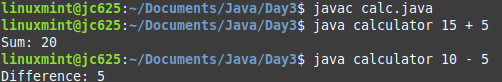 linuxmint@jc625:~/Documents/Java/Day3$ javac calc.java
linuxmint@jc625:~/Documents/Java/Day3$ java calculator 15 + 5
Sum: 20
linuxmint@jc625:~/Documents/Java/Day3$ java calculator 10 - 5
Difference: 5